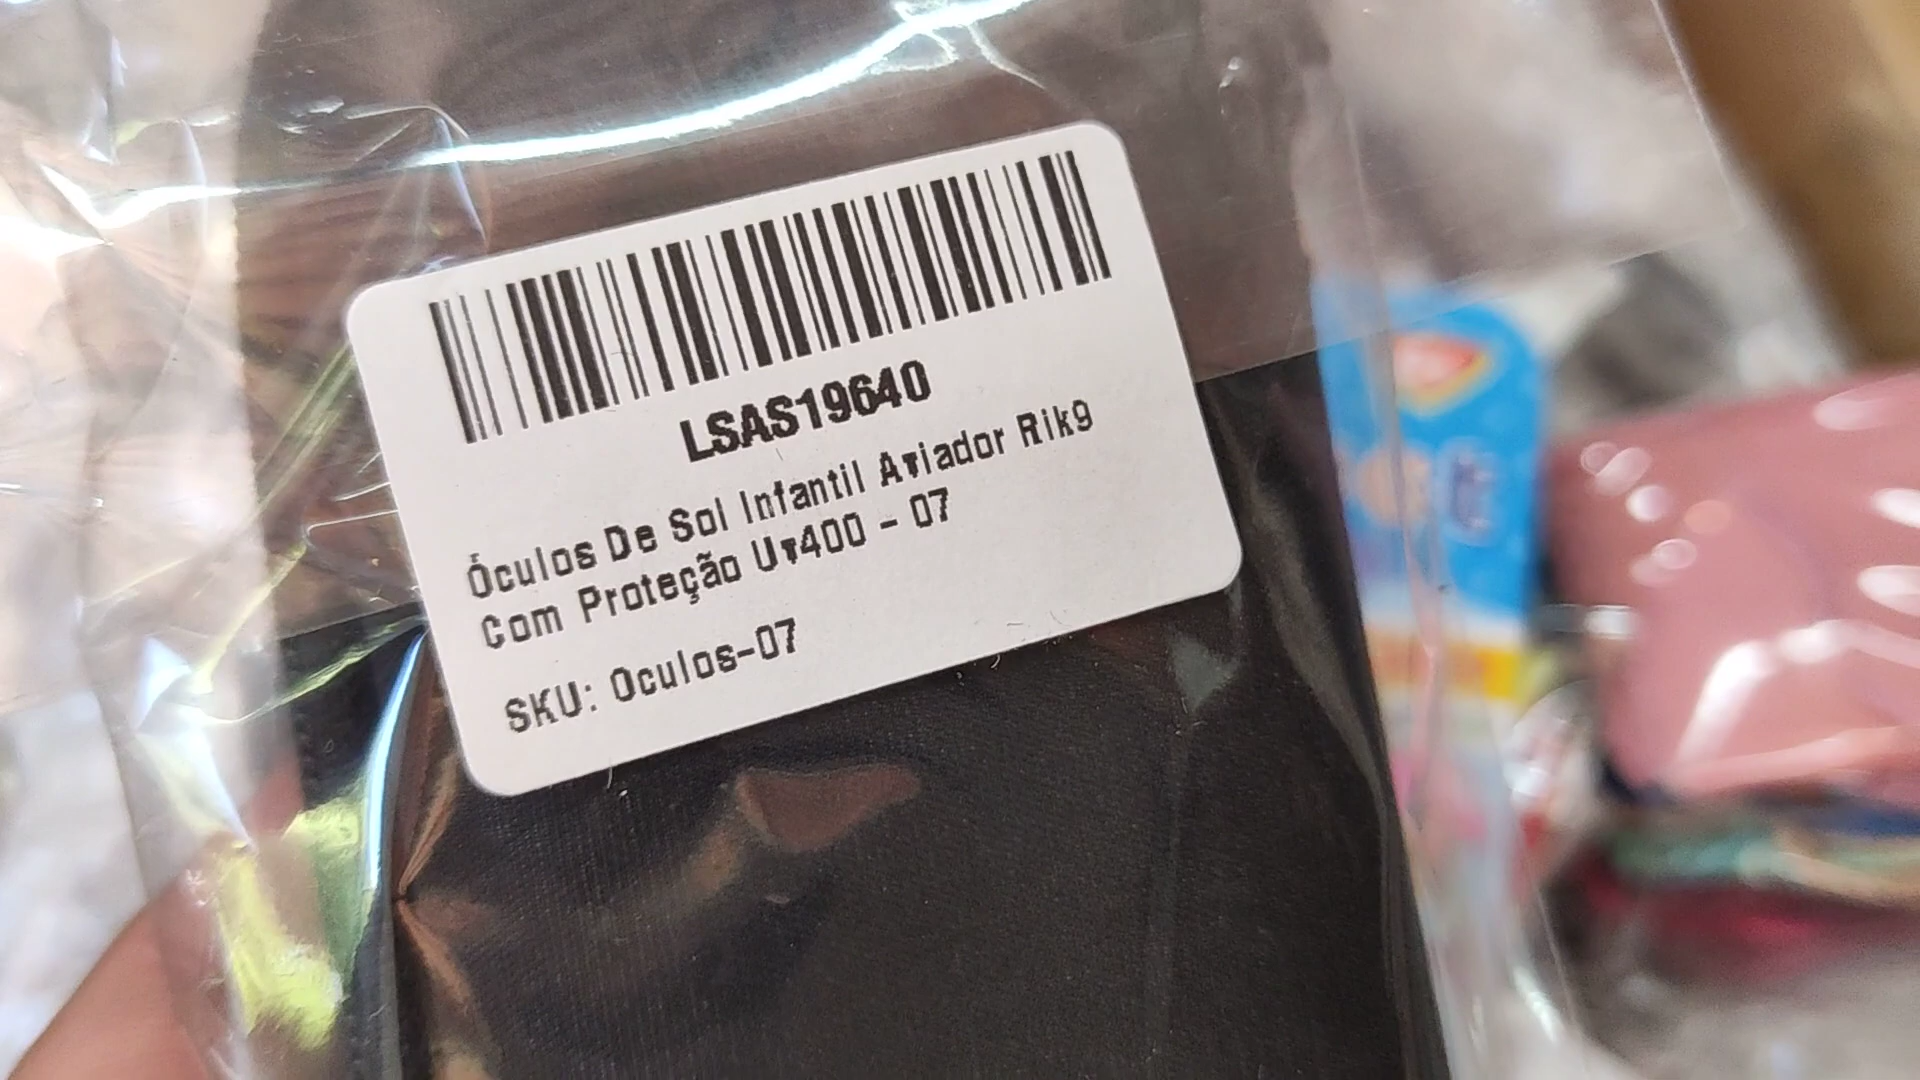 LSAS19640
Óculos De Sol Infantil Aviador Rik9
Com Proteção Uv400 - 07
SKU: Oculos-07